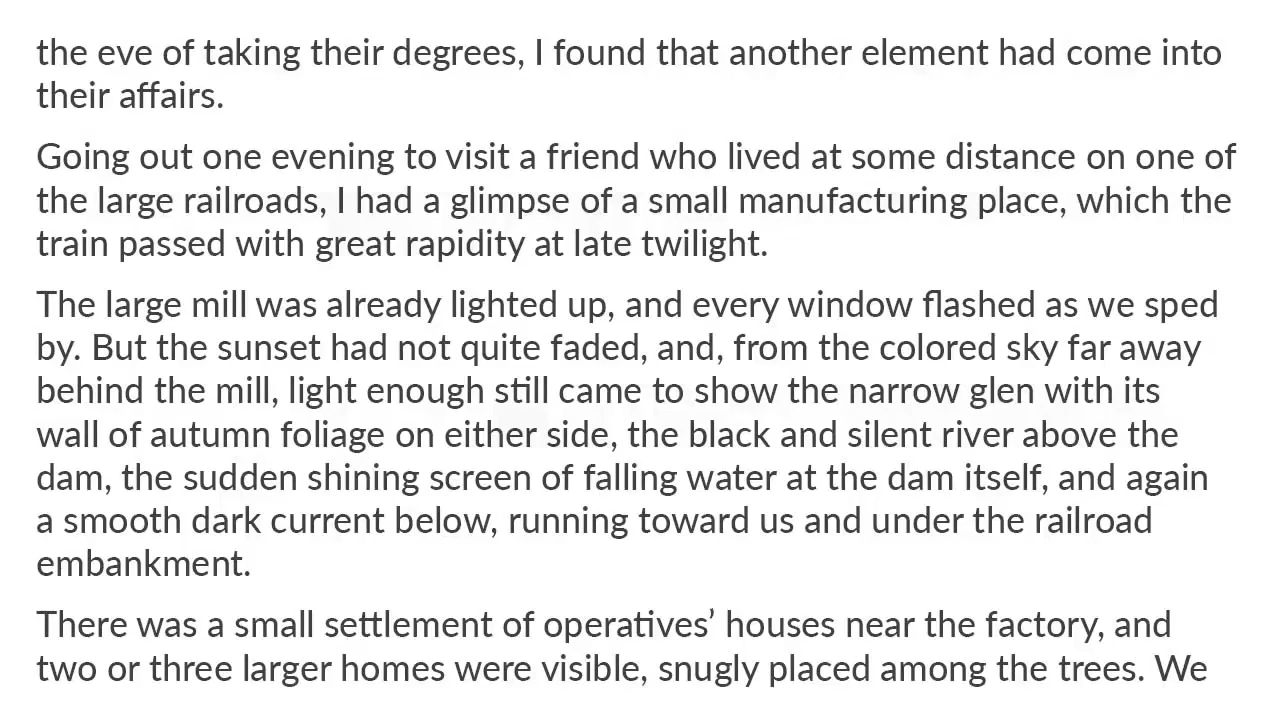 the eve of taking their degrees, I found that another element had come into
their affairs.
Going out one evening to visit a friend who lived at some distance on one of
the large railroads, I had a glimpse of a small manufacturing place, which the
train passed with great rapidity at late twilight.
The large mill was already lighted up, and every window flashed as we sped
by. But the sunset had not quite faded, and, from the colored sky far away
behind the mill, light enough still came to show the narrow glen with its
wall of autumn foliage on either side, the black and silent river above the
dam, the sudden shining screen of falling water at the dam itself, and again
a smooth dark current below, running toward us and under the railroad
embankment.
There was a small settlement of operatives’ houses near the factory, and
two or three larger homes were visible, snugly placed among the trees. We